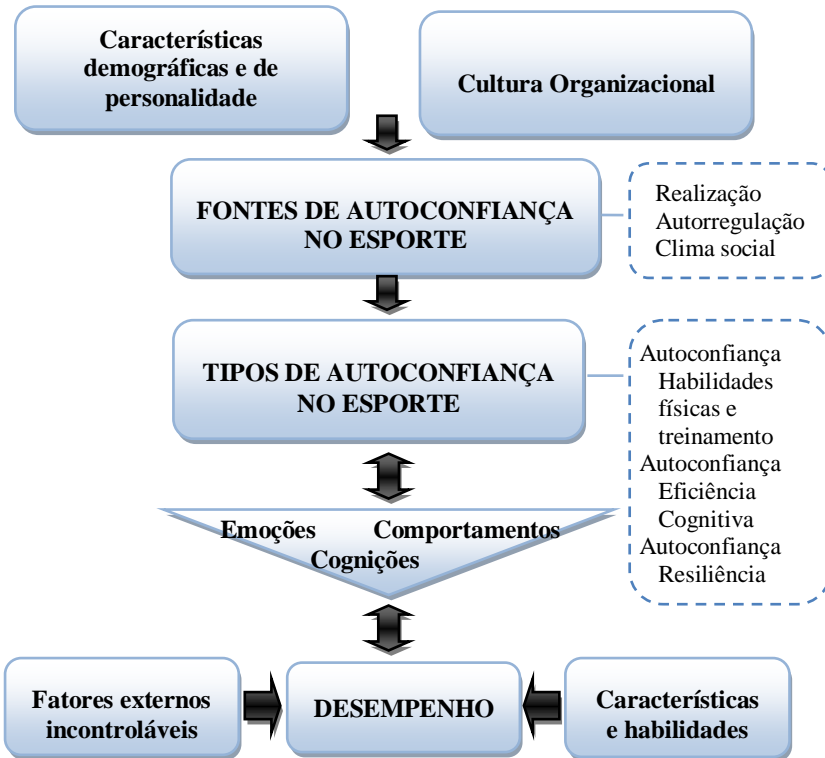 Características
demográficas e de
personalidade
Cultura Organizacional
FONTES DE AUTOCONFIANÇA
NO ESPORTE
Realização
Autorregulação
Clima social
TIPOS DE AUTOCONFIANÇA
NO ESPORTE
Autoconfiança
Habilidades
físicas e
treinamento
Autoconfiança
Eficiência
Cognitiva
Autoconfiança
Resiliência
Emoções Comportamentos
Cognições
Fatores externos
incontroláveis
DESEMPENHO
Características
e habilidades